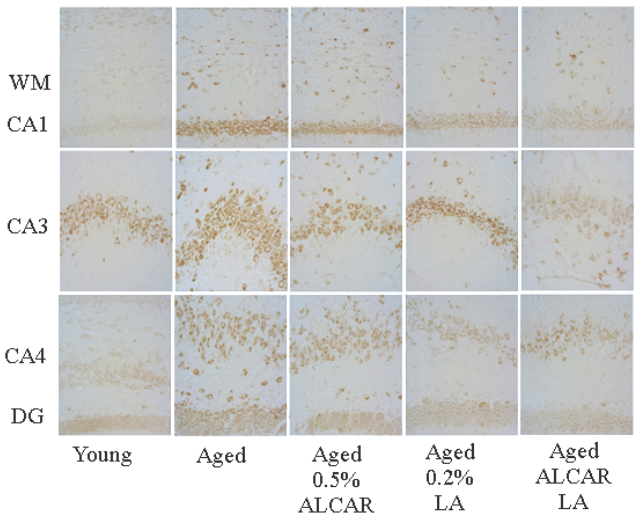 WM
CA1
CA3
CA4
DG
Young
Aged
Aged
0.5%
ALCAR
Aged
0.2%
LA
Aged
ALCAR
LA